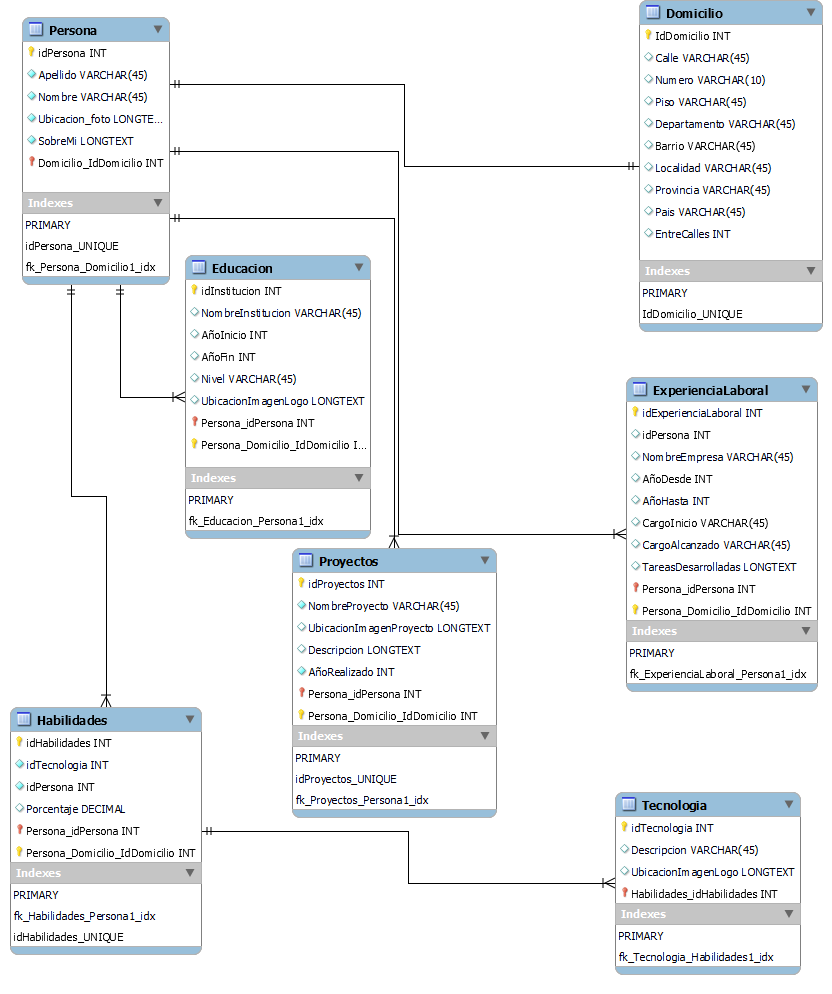 Persona
idPersona INT
Apellido VARCHAR(45)
Nombre VARCHAR(45)
Ubicacion_foto LONGTE...
SobreMi LONGTEXT
Domicilio_IdDomicilio INT
Indexes
PRIMARY
idPersona_UNIQUE
fk_Persona_Domicilio1_idx
Domicilio
IdDomicilio INT
Calle VARCHAR(45)
Numero VARCHAR(10)
Piso VARCHAR(45)
Departamento VARCHAR(45)
Barrio VARCHAR(45)
Localidad VARCHAR(45)
Provincia VARCHAR(45)
Pais VARCHAR(45)
EntreCalles INT
Indexes
PRIMARY
IdDomicilio_UNIQUE
Educacion
idInstitucion INT
NombreInstitucion VARCHAR(45)
AñoInicio INT
AñoFin INT
Nivel VARCHAR(45)
UbicacionImagenLogo LONGTEXT
Persona_idPersona INT
Persona_Domicilio_IdDomicilio I...
Indexes
PRIMARY
fk_Educacion_Persona1_idx
ExperienciaLaboral
idExperienciaLaboral INT
idPersona INT
NombreEmpresa VARCHAR(45)
AñoDesde INT
AñoHasta INT
CargoInicio VARCHAR(45)
CargoAlcanzado VARCHAR(45)
TareasDesarrolladas LONGTEXT
Persona_idPersona INT
Persona_Domicilio_IdDomicilio INT
Indexes
PRIMARY
fk_ExperienciaLaboral_Persona1_idx
Proyectos
idProyectos INT
NombreProyecto VARCHAR(45)
UbicacionImagenProyecto LONGTEXT
Descripcion LONGTEXT
AñoRealizado INT
Persona_idPersona INT
Persona_Domicilio_IdDomicilio INT
Indexes
PRIMARY
idProyectos_UNIQUE
fk_Proyectos_Persona1_idx
Habilidades
idHabilidades INT
idTecnologia INT
idPersona INT
Porcentaje DECIMAL
Persona_idPersona INT
Persona_Domicilio_IdDomicilio INT
Indexes
PRIMARY
fk_Habilidades_Persona1_idx
idHabilidades_UNIQUE
Tecnologia
idTecnologia INT
Descripcion VARCHAR(45)
UbicacionImagenLogo LONGTEXT
Habilidades_idHabilidades INT
Indexes
PRIMARY
fk_Tecnologia_Habilidades1_idx